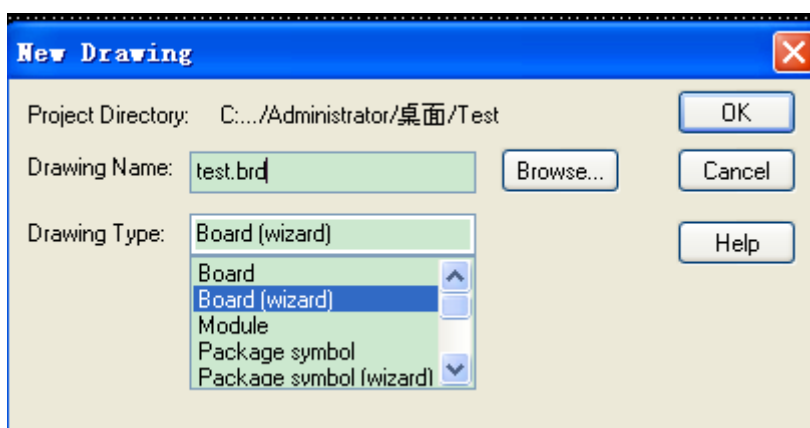 New Drawing
Project Directory: C:.../Administrator/桌面/Test
OK
Drawing Name: test.brd
Browse...
Cancel
Drawing Type: Board (wizard)
Help
Board
Board (wizard)
Module
Package symbol
Package symbol (wizard)